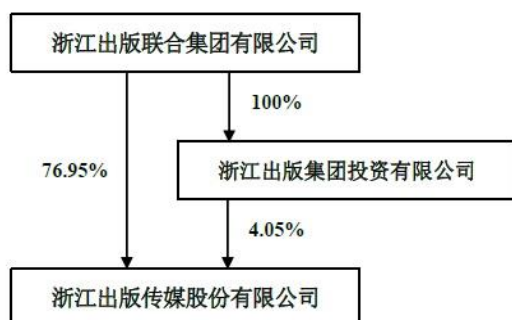 浙江出版联合集团有限公司
100%
76.95%
浙江出版集团投资有限公司
4.05%
浙江出版传媒股份有限公司